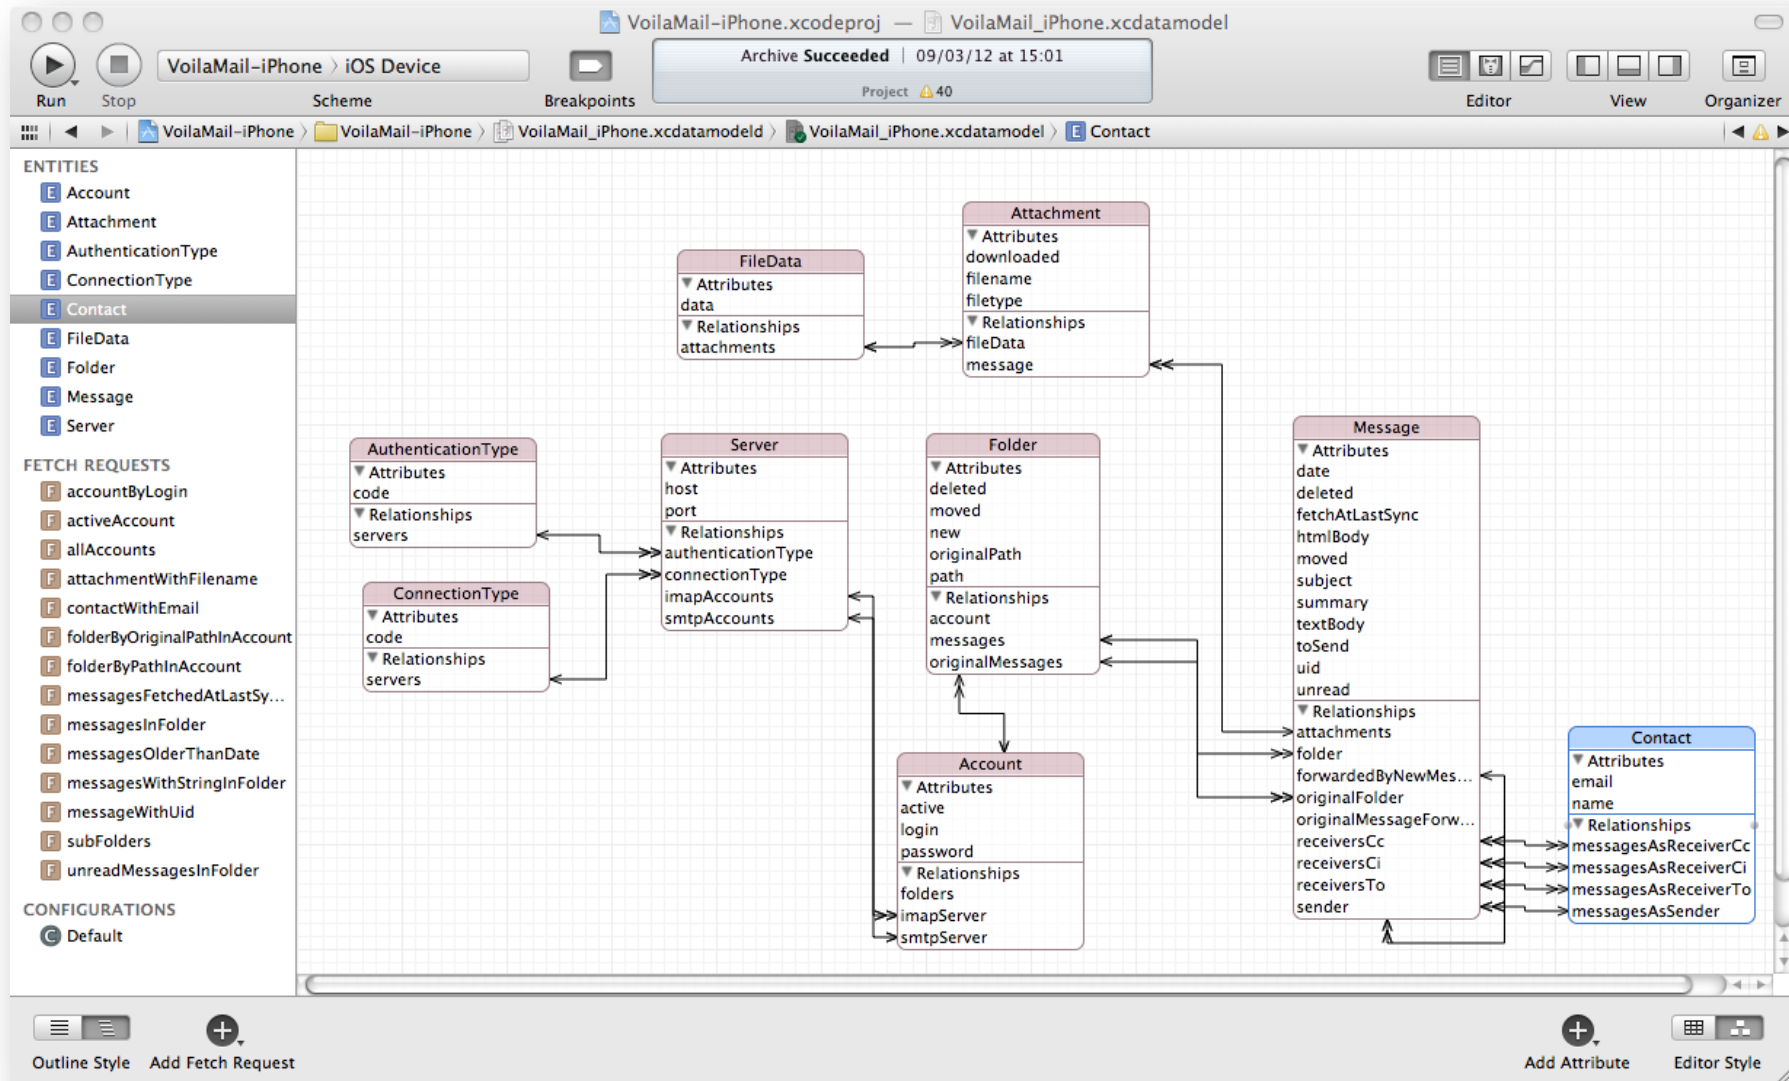 VoilaMail-iPhone.xcodeproj — VoilaMail_iPhone.xcdatamodel
VoilaMail-iPhone › iOS Device
Archive Succeeded | 09/03/12 at 15:01
Project 40
Run Stop Scheme Breakpoints Editor View Organizer
VoilaMail-iPhone › VoilaMail-iPhone › VoilaMail_iPhone.xcdatamodeld › VoilaMail_iPhone.xcdatamodel › E Contact
ENTITIES
E Account
E Attachment
E AuthenticationType
E ConnectionType
E Contact
E FileData
E Folder
E Message
E Server
FETCH REQUESTS
F accountByLogin
F activeAccount
F allAccounts
F attachmentWithFilename
F contactWithEmail
F folderByOriginalPathInAccount
F folderByPathInAccount
F messagesFetchedAtLastSy...
F messagesInFolder
F messagesOlderThanDate
F messagesWithStringInFolder
F messageWithUid
F subFolders
F unreadMessagesInFolder
CONFIGURATIONS
C Default
FileData
Attributes
data
Relationships
attachments
Attachment
Attributes
downloaded
filename
filetype
Relationships
fileData
message
AuthenticationType
Attributes
code
Relationships
servers
ConnectionType
Attributes
code
Relationships
servers
Server
Attributes
host
port
Relationships
authenticationType
connectionType
imapAccounts
smtpAccounts
Folder
Attributes
deleted
moved
new
originalPath
path
Relationships
account
messages
originalMessages
Account
Attributes
active
login
password
Relationships
folders
imapServer
smtpServer
Message
Attributes
date
deleted
fetchAtLastSync
htmlBody
moved
subject
summary
textBody
toSend
uid
unread
Relationships
attachments
folder
forwardedByNewMes...
originalFolder
originalMessageForw...
receiversCc
receiversCi
receiversTo
sender
Contact
Attributes
email
name
Relationships
messagesAsReceiverCc
messagesAsReceiverCi
messagesAsReceiverTo
messagesAsSender
Outline Style Add Fetch Request Add Attribute Editor Style